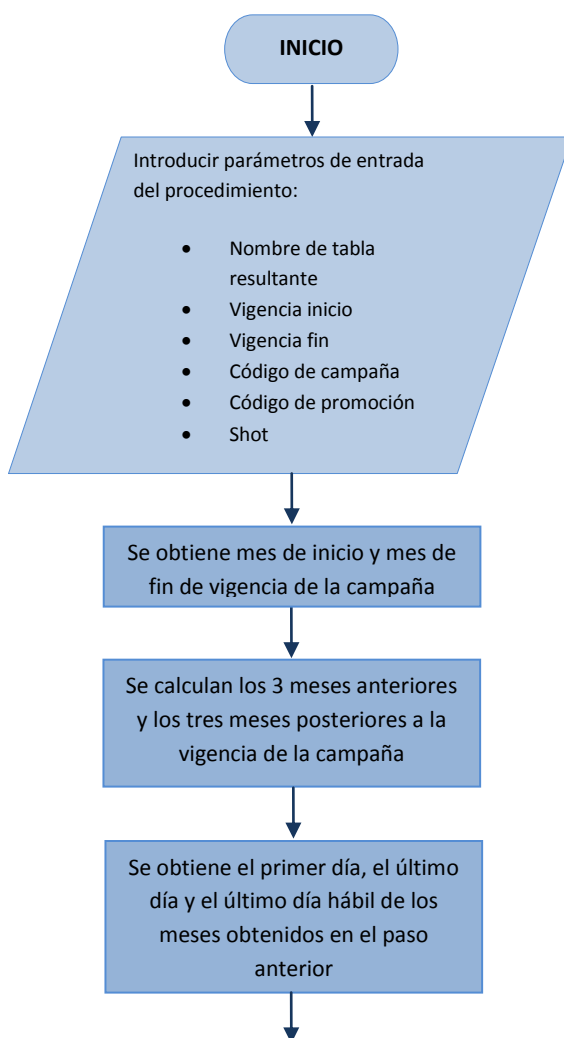 INICIO
Introducir parámetros de entrada
del procedimiento:
• Nombre de tabla
resultante
• Vigencia inicio
• Vigencia fin
• Código de campaña
• Código de promoción
• Shot
Se obtiene mes de inicio y mes de
fin de vigencia de la campaña
Se calculan los 3 meses anteriores
y los tres meses posteriores a la
vigencia de la campaña
Se obtiene el primer día, el último
día y el último día hábil de los
meses obtenidos en el paso
anterior